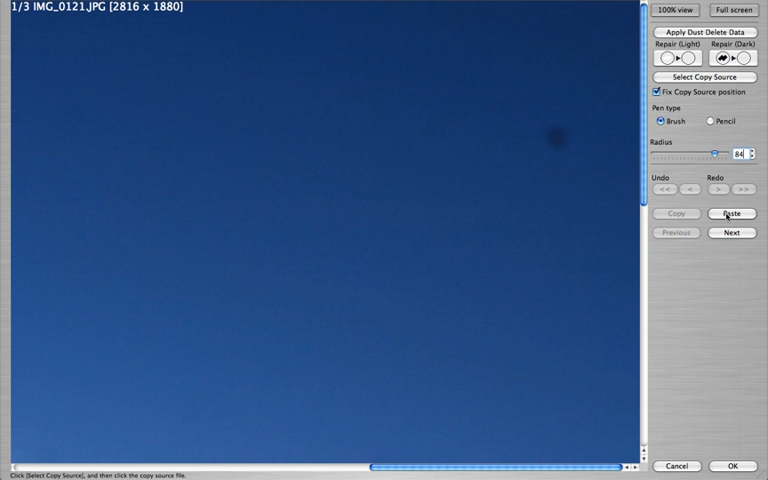 1/3 IMG_0121.JPG [2816 x 1880]
100% view
Full screen
Apply Dust Delete Data
Repair (Light)
Repair (Dark)
Select Copy Source
Fix Copy Source position
Pen type
Brush
Pencil
Radius
84
Undo
Redo
<<
<
>
>>
Copy
Paste
Previous
Next
Cancel
OK
Click [Select Copy Source], and then click the copy source file.